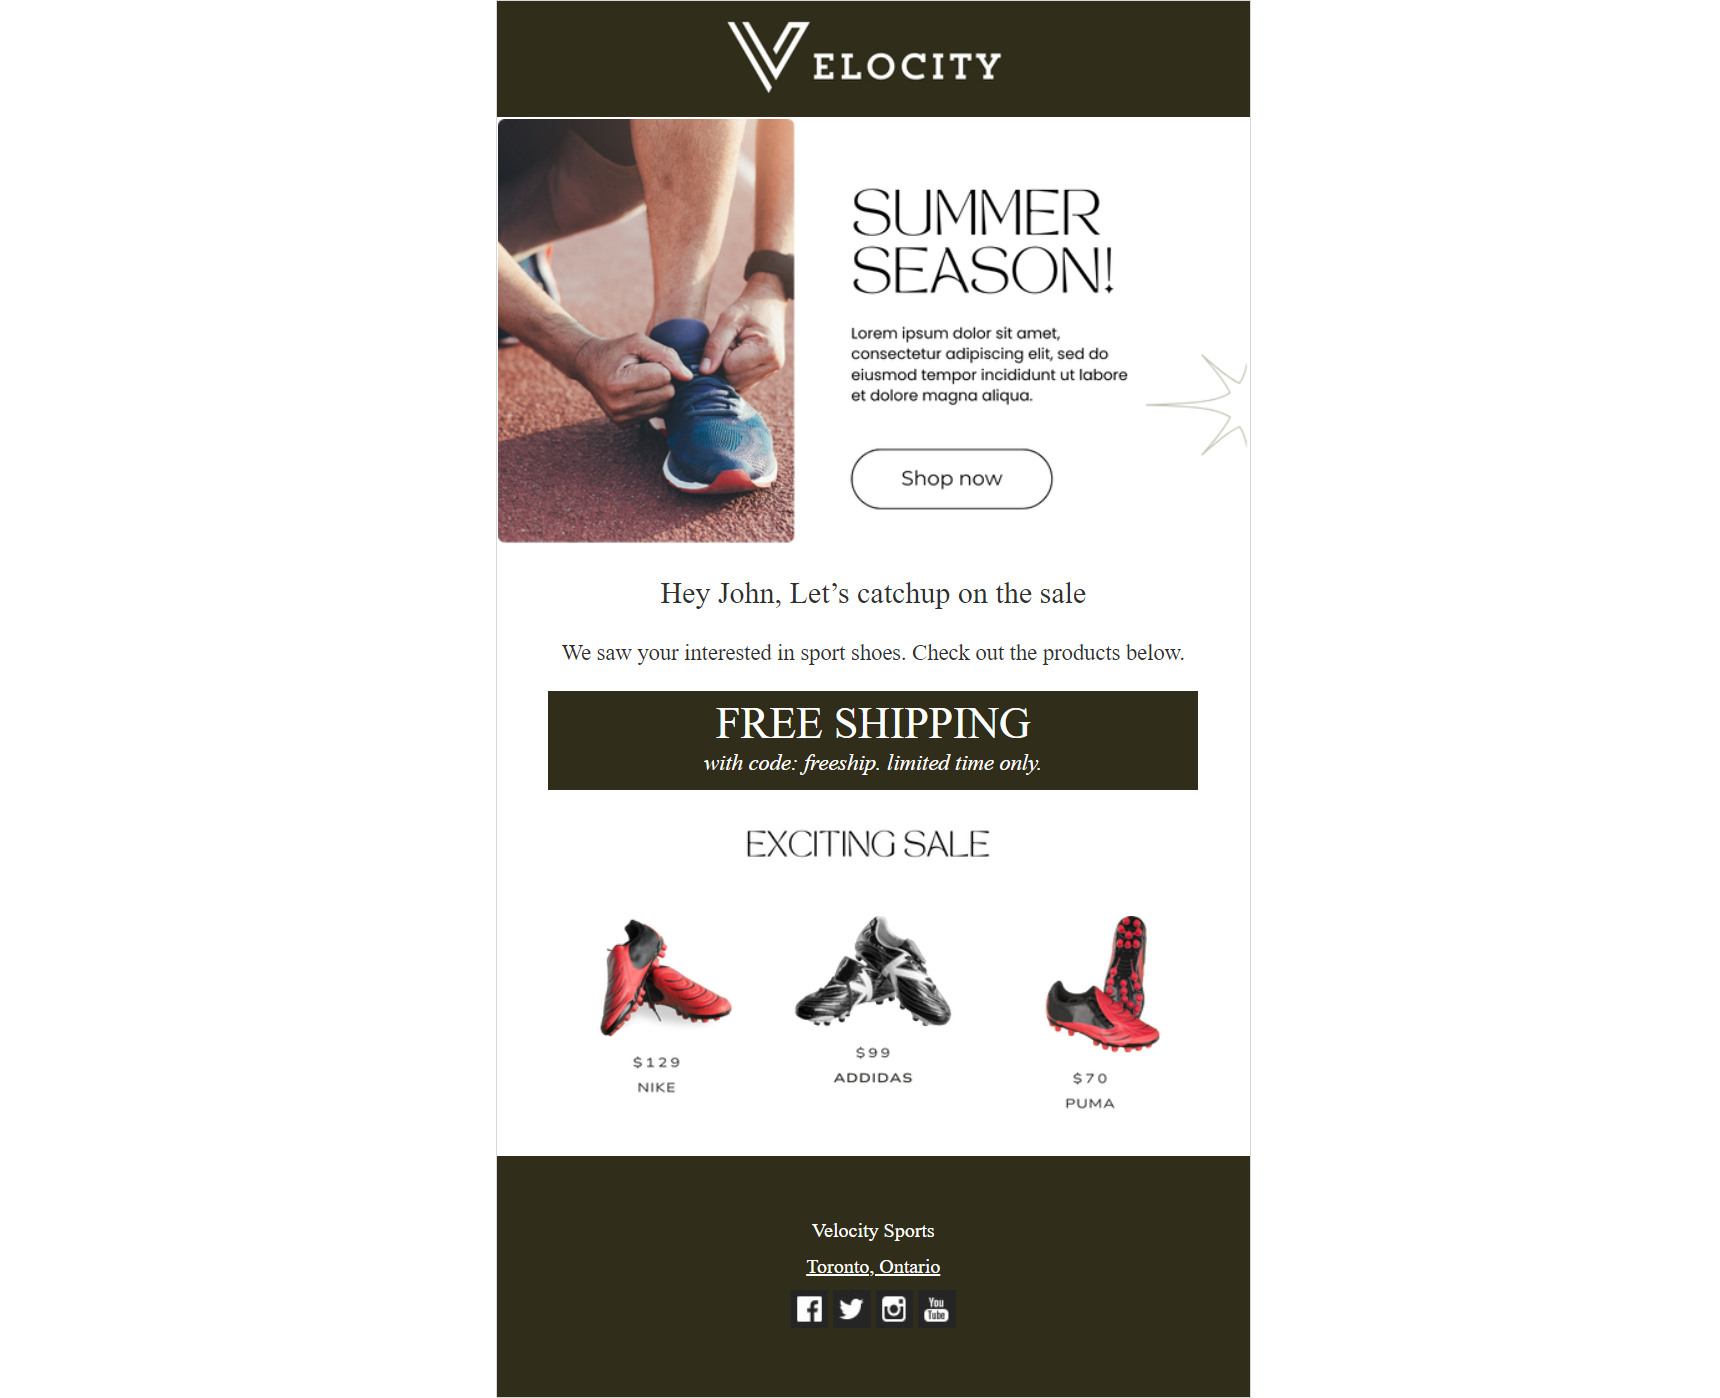 VELOCITY
SUMMER
SEASON!
Lorem ipsum dolor sit amet,
consectetur adipiscing elit, sed do
eiusmod tempor incididunt ut labore
et dolore magna aliqua.
Shop now
Hey John, Let’s catchup on the sale
We saw your interested in sport shoes. Check out the products below.
FREE SHIPPING
with code: freeship. limited time only.
EXCITING SALE
$129
NIKE
$99
ADDIDAS
$70
PUMA
Velocity Sports
Toronto, Ontario
You
Tube